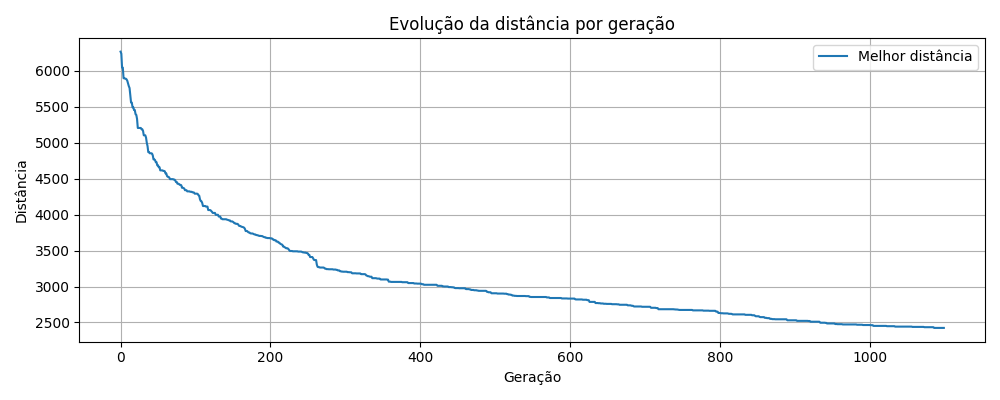 Evolução da distância por geração
Melhor distância
6000
5500
5000
4500
4000
3500
3000
2500
Distância
0 200 400 600 800 1000
Geração